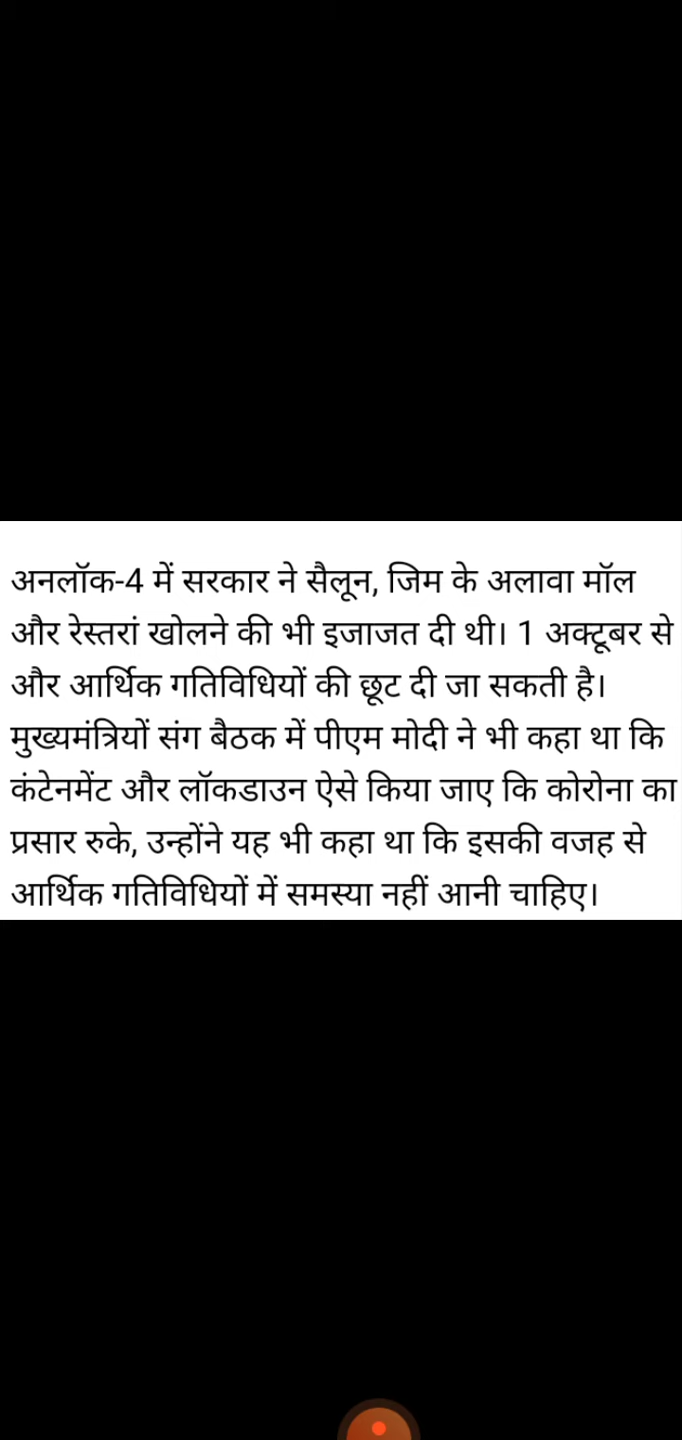 अनलॉक-4 में सरकार ने सैलून, जिम के अलावा मॉल
और रेस्तरां खोलने की भी इजाजत दी थी। 1 अक्टूबर से
और आर्थिक गतिविधियों की छूट दी जा सकती है।
मुख्यमंत्रियों संग बैठक में पीएम मोदी ने भी कहा था कि
कंटेनमेंट और लॉकडाउन ऐसे किया जाए कि कोरोना का
प्रसार रुके, उन्होंने यह भी कहा था कि इसकी वजह से
आर्थिक गतिविधियों में समस्या नहीं आनी चाहिए।